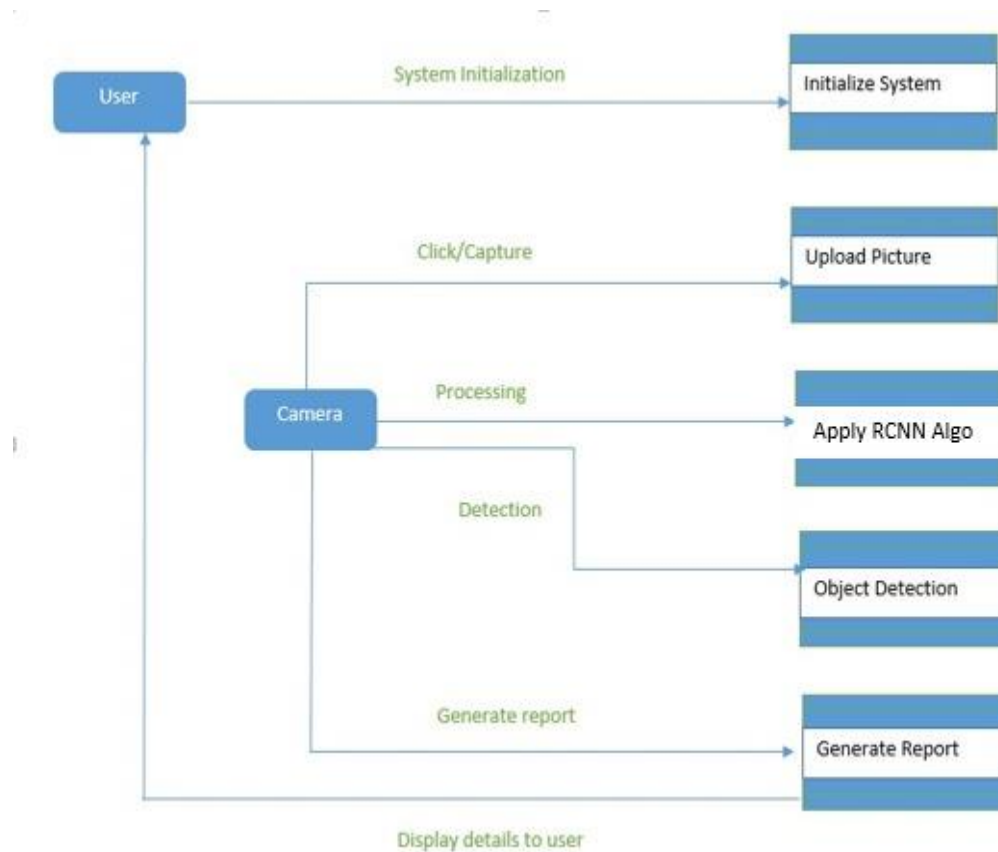 System Initialization
User
Initialize System
Click/Capture
Upload Picture
Processing
Camera
Apply RCNN Algo
Detection
Object Detection
Generate report
Generate Report
Display details to user